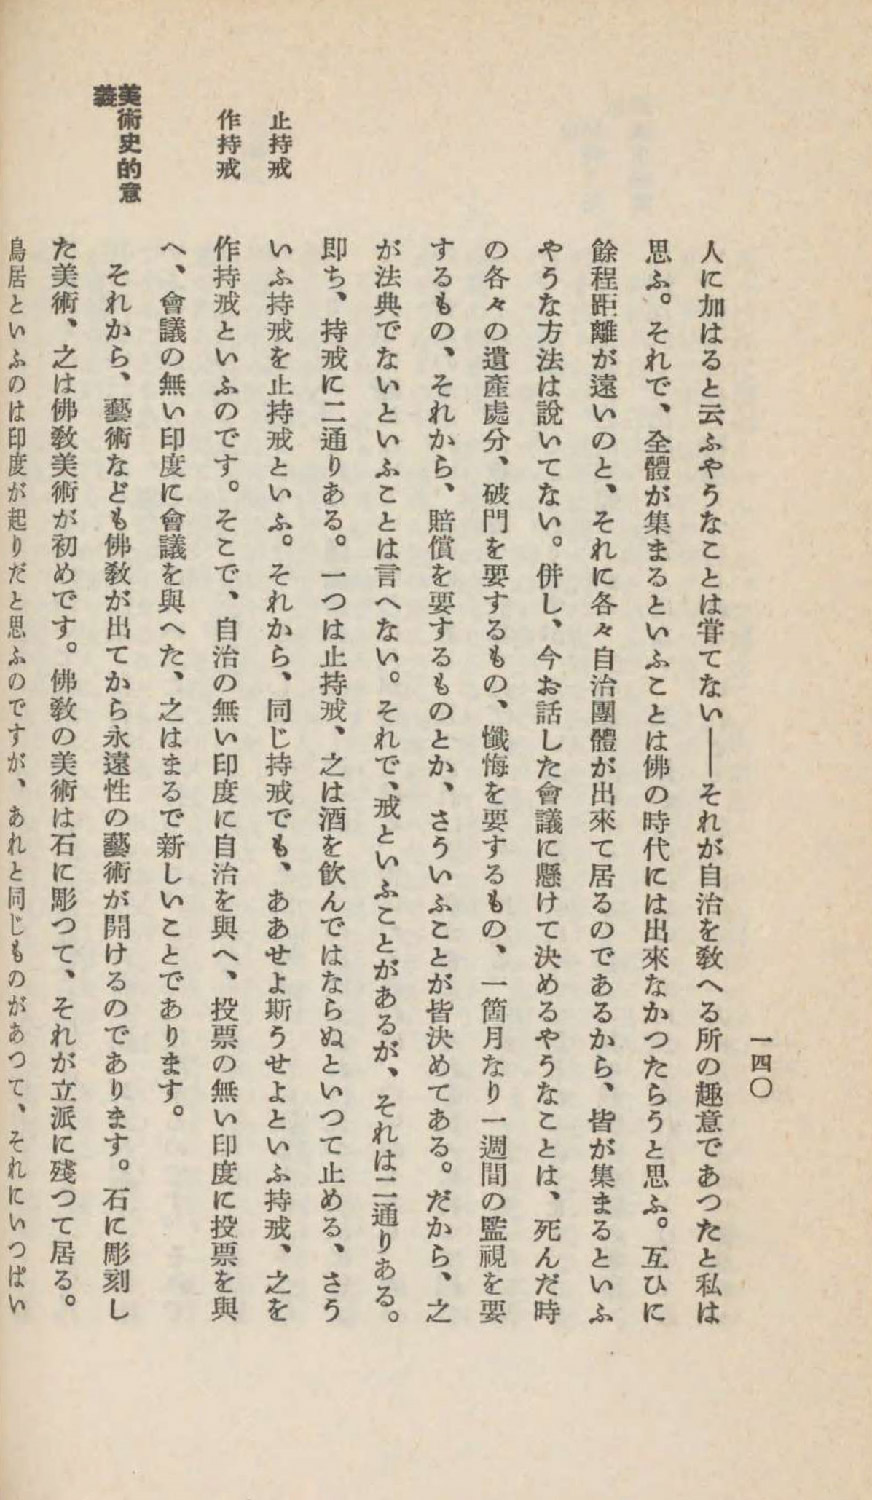 一四〇
人に加はると云ふやうなことは甞てない——それが自治を敎へる所の趣意であつたと私は
思ふ。それで、全體が集まるといふことは佛の時代には出來なかつたらうと思ふ。互ひに
餘程距離が遠いのと、それに各々自治團體が出來て居るのであるから、皆が集まるといふ
やうな方法は說いてない。併し、今お話した會議に懸けて決めるやうなことは、死んだ時
の各々の遺產處分、破門を要するもの、懺悔を要するもの、一箇月なり一週間の監視を要
するもの、それから、賠償を要するものとか、さういふことが皆決めてある。だから、之
が法典でないといふことは言へない。それで、戒といふことがあるが、それは二通りある。
卽ち、持戒に二通りある。一つは止持戒、之は酒を飮んではならぬといつて止める、さう
止持戒
いふ持戒を止持戒といふ。それから、同じ持戒でも、ああせよ斯うせよといふ持戒、之を
作持戒
作持戒といふのです。そこで、自治の無い印度に自治を與へ、投票の無い印度に投票を與
へ、會議の無い印度に會議を與へた、之はまるで新しいことであります。
美術史的意
義
それから、藝術なども佛敎が出てから永遠性の藝術が開けるのであります。石に彫刻し
た美術、之は佛敎美術が初めです。佛敎の美術は石に彫つて、それが立派に殘つて居る。
鳥居といふのは印度が起りだと思ふのですが、あれと同じものがあつて、それにいつぱい